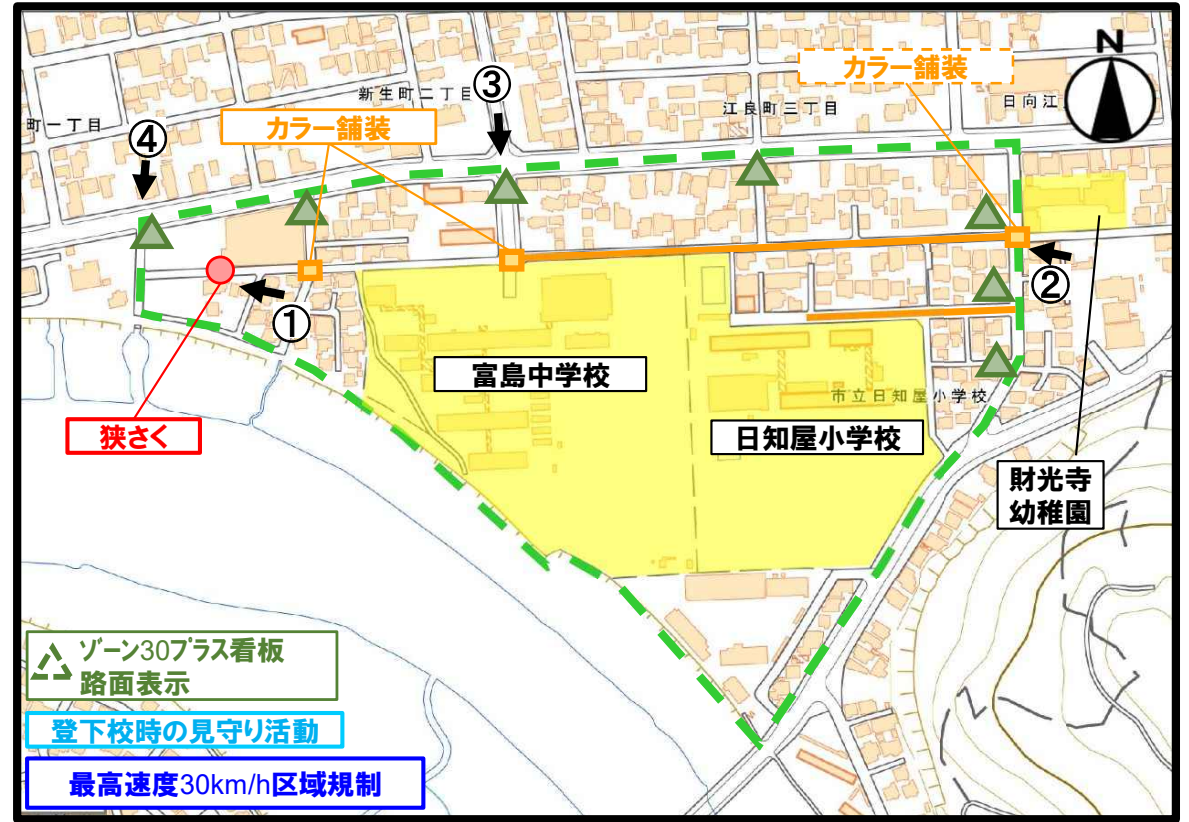 カラー舗装
N
③
新生町二丁目
江良町三丁目
日向江
町一丁目
④
カラー舗装
②
①
富島中学校
市立日知屋小学校
狭さく
日知屋小学校
財光寺
幼稚園
ゾーン30プラス看板
路面表示
登下校時の見守り活動
最高速度30km/h区域規制